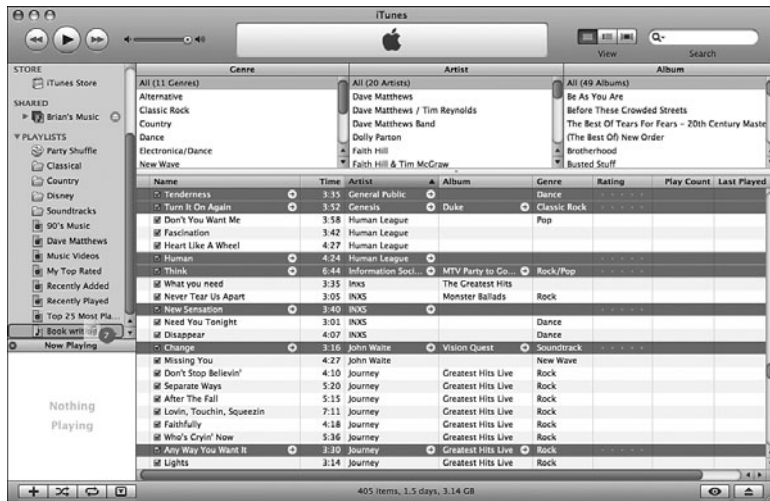 iTunes
View
Search
STORE
iTunes Store
SHARED
Brian's Music
PLAYLISTS
Party Shuffle
Classical
Country
Disney
Soundtracks
90's Music
Dave Matthews
Music Videos
My Top Rated
Recently Added
Recently Played
Top 25 Most Pla...
Book writ
7
Now Playing
Nothing
Playing
Genre
All (11 Genres)
Alternative
Classic Rock
Country
Dance
Electronica/Dance
New Wave
Artist
All (20 Artists)
Dave Matthews
Dave Matthews / Tim Reynolds
Dave Matthews Band
Dolly Parton
Faith Hill
Faith Hill & Tim McGraw
Album
All (49 Albums)
Be As You Are
Before These Crowded Streets
The Best Of Tears For Fears – 20th Century Maste
(The Best Of) New Order
Brotherhood
Busted Stuff
Name Time Artist Album Genre Rating Play Count Last Played
Tenderness 3:35 General Public Dance
Turn It On Again 3:52 Genesis Duke Classic Rock
Don't You Want Me 3:58 Human League Pop
Fascination 3:42 Human League
Heart Like A Wheel 4:27 Human League
Human 4:24 Human League
Think 6:44 Information Soci... MTV Party to Go... Rock/Pop
What you need 3:35 Inxs The Greatest Hits
Never Tear Us Apart 3:05 INXS Monster Ballads Rock
New Sensation 3:40 INXS
Need You Tonight 3:01 INXS Dance
Disappear 4:07 INXS Dance
Change 3:16 John Waite Vision Quest Soundtrack
Missing You 4:27 John Waite New Wave
Don't Stop Believin' 4:10 Journey Greatest Hits Live Rock
Separate Ways 5:20 Journey Greatest Hits Live Rock
After The Fall 5:15 Journey Greatest Hits Live Rock
Lovin, Touchin, Squeezin 7:11 Journey Greatest Hits Live Rock
Faithfully 4:18 Journey Greatest Hits Live Rock
Who's Cryin' Now 5:36 Journey Greatest Hits Live Rock
Any Way You Want It 3:30 Journey Greatest Hits Live Rock
Lights 3:14 Journey Greatest Hits Live Rock
405 items, 1.5 days, 3.14 GB